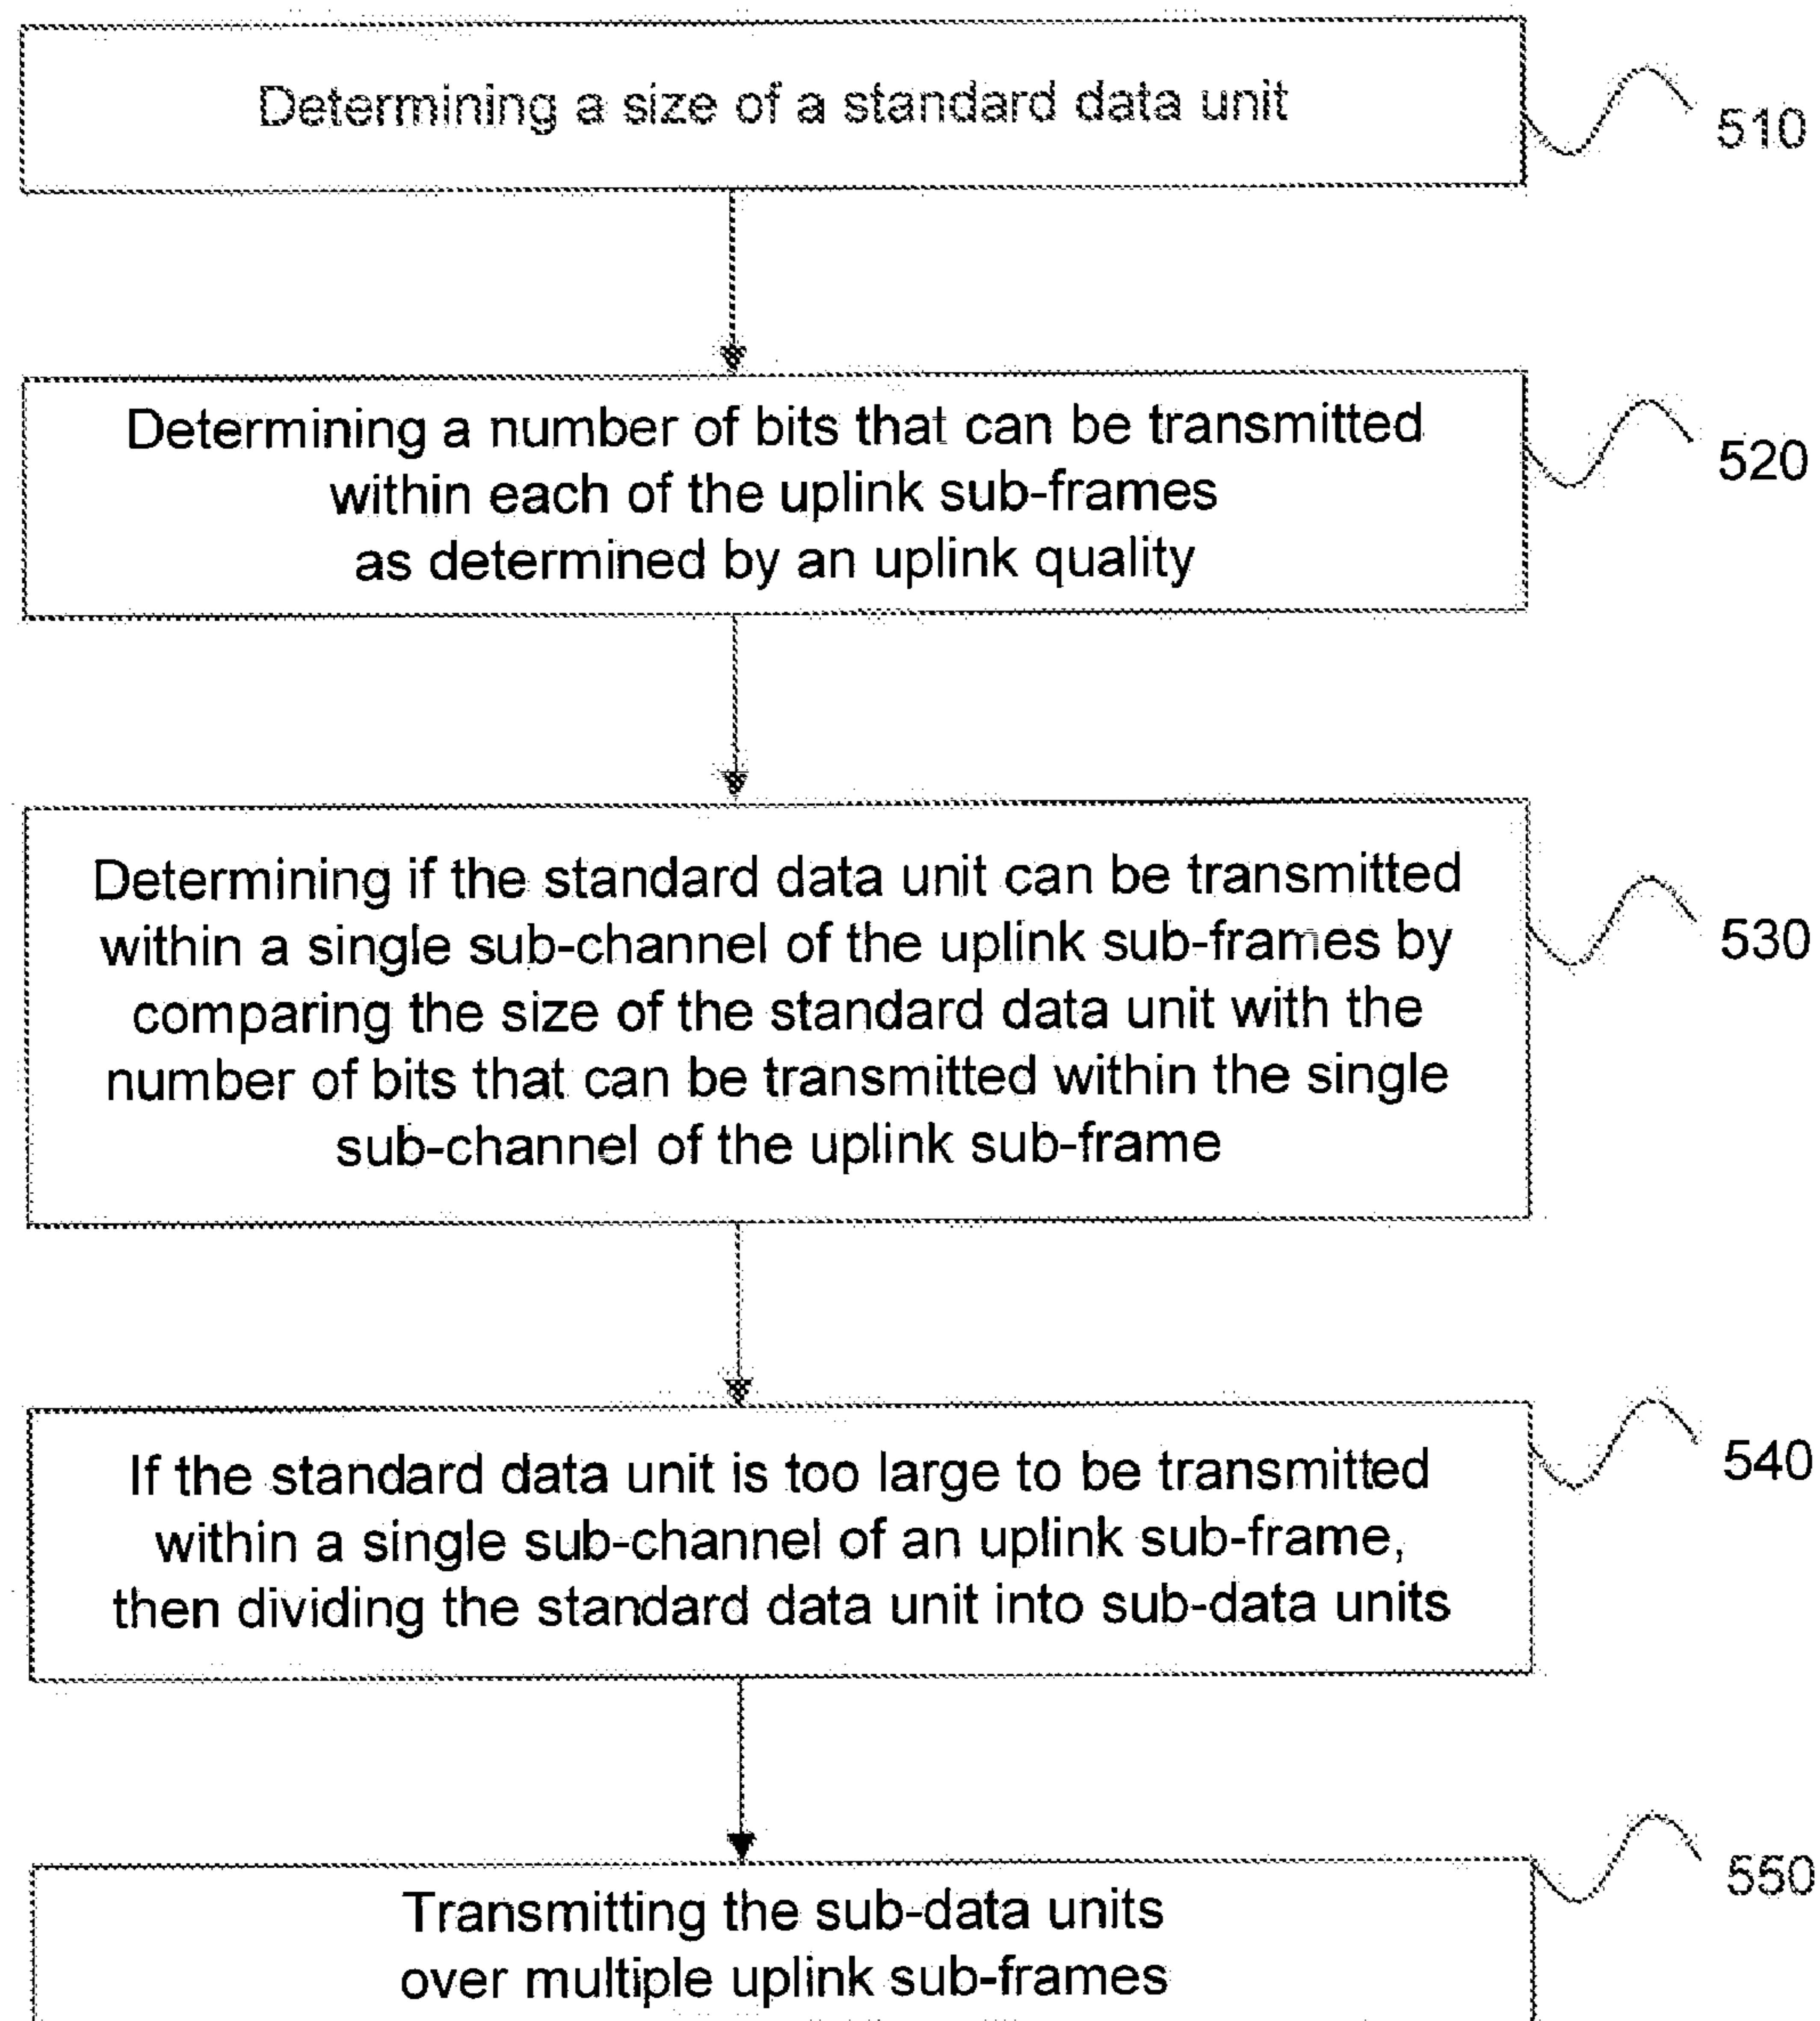 Determining a size of a standard data unit
510
Determining a number of bits that can be transmitted
within each of the uplink sub-frames
as determined by an uplink quality
520
Determining if the standard data unit can be transmitted
within a single sub-channel of the uplink sub-frames by
comparing the size of the standard data unit with the
number of bits that can be transmitted within the single
sub-channel of the uplink sub-frame
530
If the standard data unit is too large to be transmitted
within a single sub-channel of an uplink sub-frame,
then dividing the standard data unit into sub-data units
540
Transmitting the sub-data units
over multiple uplink sub-frames
550